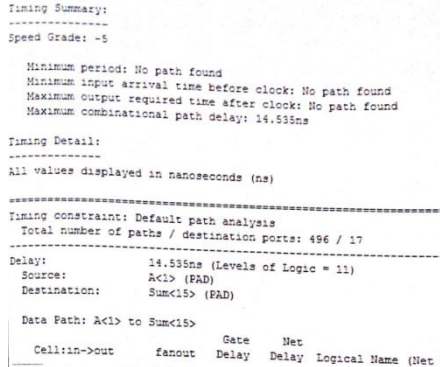 Timing Summary:
---------------
Speed Grade: -5
Minimum period: No path found
Minimum input arrival time before clock: No path found
Maximum output required time after clock: No path found
Maximum combinational path delay: 14.535ns
Timing Detail:
--------------
All values displayed in nanoseconds (ns)
=========================================================================
Timing constraint: Default path analysis
Total number of paths / destination ports: 496 / 17
-------------------------------------------------------------------------
Delay: 14.535ns (Levels of Logic = 11)
Source: A<1> (PAD)
Destination: Sum<15> (PAD)
Data Path: A<1> to Sum<15>
Gate Net
Cell:in->out fanout Delay Delay Logical Name (Net